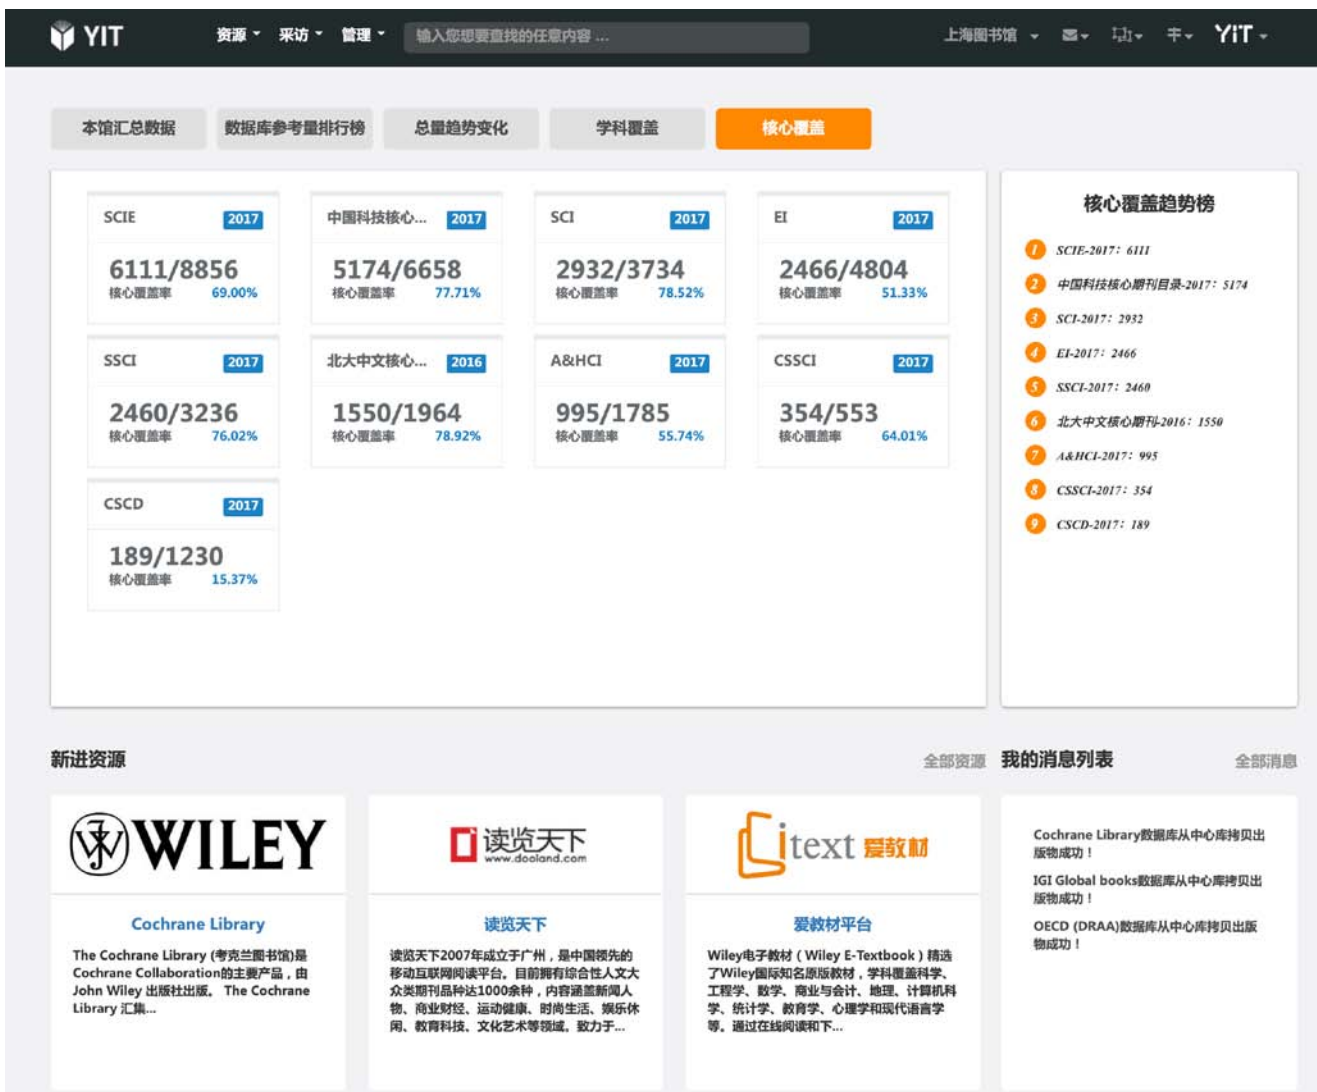 YIT 资源 采访 管理 输入您想要查找的任意内容 ... 上海图书馆 YiT
本馆汇总数据 数据库参考量排行榜 总量趋势变化 学科覆盖 核心覆盖
SCIE 2017
6111/8856
核心覆盖率 69.00%
中国科技核心... 2017
5174/6658
核心覆盖率 77.71%
SCI 2017
2932/3734
核心覆盖率 78.52%
EI 2017
2466/4804
核心覆盖率 51.33%
SSCI 2017
2460/3236
核心覆盖率 76.02%
北大中文核心... 2016
1550/1964
核心覆盖率 78.92%
A&HCI 2017
995/1785
核心覆盖率 55.74%
CSSCI 2017
354/553
核心覆盖率 64.01%
CSCD 2017
189/1230
核心覆盖率 15.37%
核心覆盖趋势榜
1 SCIE-2017：6111
2 中国科技核心期刊目录-2017：5174
3 SCI-2017：2932
4 EI-2017：2466
5 SSCI-2017：2460
6 北大中文核心期刊-2016：1550
7 A&HCI-2017：995
8 CSSCI-2017：354
9 CSCD-2017：189
新进资源 全部资源
WILEY
Cochrane Library
The Cochrane Library (考克兰图书馆)是
Cochrane Collaboration的主要产品，由
John Wiley 出版社出版。 The Cochrane
Library 汇集...
读览天下
www.dooland.com
读览天下
读览天下2007年成立于广州，是中国领先的
移动互联网阅读平台。目前拥有综合性人文大
众类期刊品种达1000余种，内容涵盖新闻人
物、商业财经、运动健康、时尚生活、娱乐休
闲、教育科技、文化艺术等领域。致力于...
itext 爱教材
爱教材平台
Wiley电子教材（Wiley E-Textbook）精选
了Wiley国际知名原版教材，学科覆盖科学、
工程学、数学、商业与会计、地理、计算机科
学、统计学、教育学、心理学和现代语言学
等。通过在线阅读和下...
我的消息列表 全部消息
Cochrane Library数据库从中心库拷贝出
版物成功！
IGI Global books数据库从中心库拷贝出
版物成功！
OECD (DRAA)数据库从中心库拷贝出版
物成功！